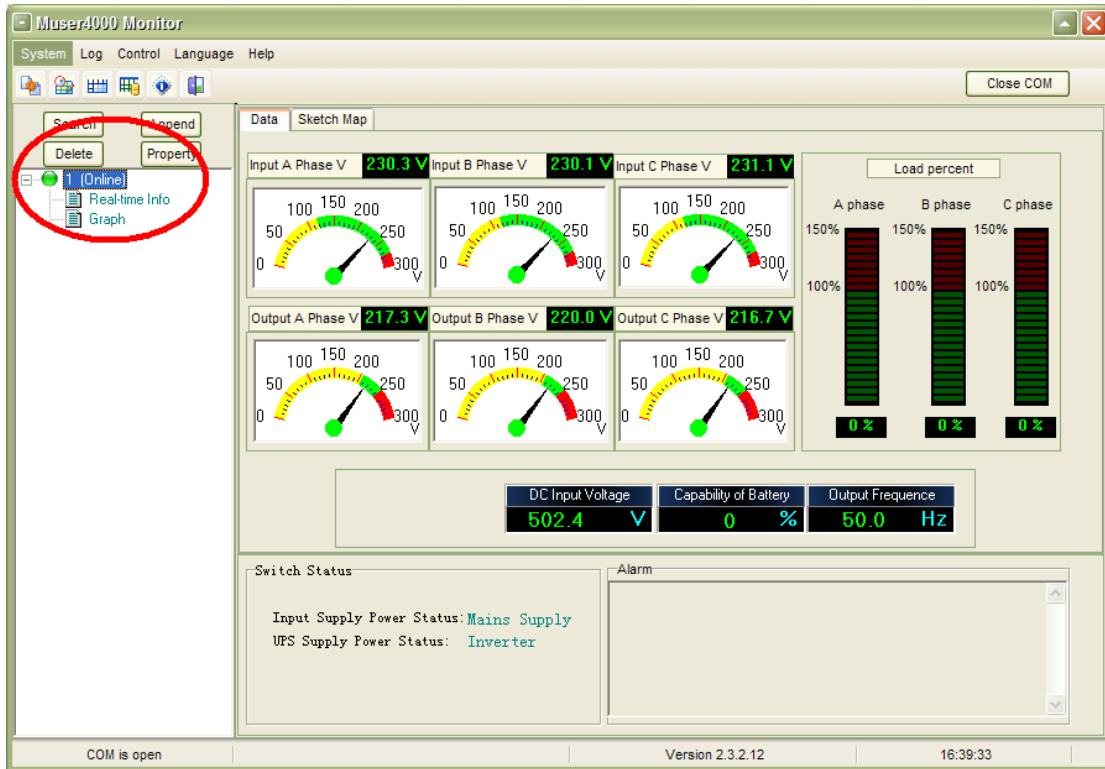 Muser4000 Monitor
System Log Control Language Help
Close COM
Search Append
Delete Property
1 (Online)
Real-time Info
Graph
Data Sketch Map
Input A Phase V 230.3 V Input B Phase V 230.1 V Input C Phase V 231.1 V
0 50 100 150 200 250 300 V
0 50 100 150 200 250 300 V
0 50 100 150 200 250 300 V
Output A Phase V 217.3 V Output B Phase V 220.0 V Output C Phase V 216.7 V
0 50 100 150 200 250 300 V
0 50 100 150 200 250 300 V
0 50 100 150 200 250 300 V
Load percent
A phase B phase C phase
150% 150% 150%
100% 100% 100%
0 % 0 % 0 %
DC Input Voltage Capability of Battery Output Frequence
502.4 V 0 % 50.0 Hz
Switch Status
Input Supply Power Status: Mains Supply
UPS Supply Power Status: Inverter
Alarm
COM is open Version 2.3.2.12 16:39:33